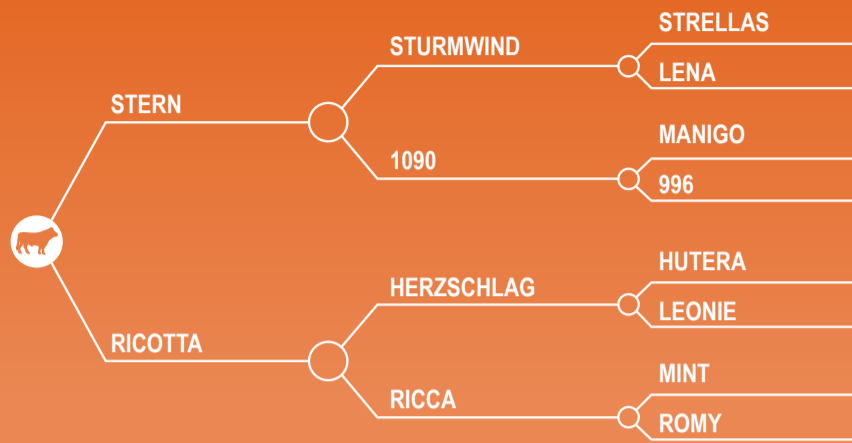 STRELLAS
STURMWIND
LENA
STERN
MANIGO
1090
996
HUTERA
HERZSCHLAG
LEONIE
RICOTTA
MINT
RICCA
ROMY